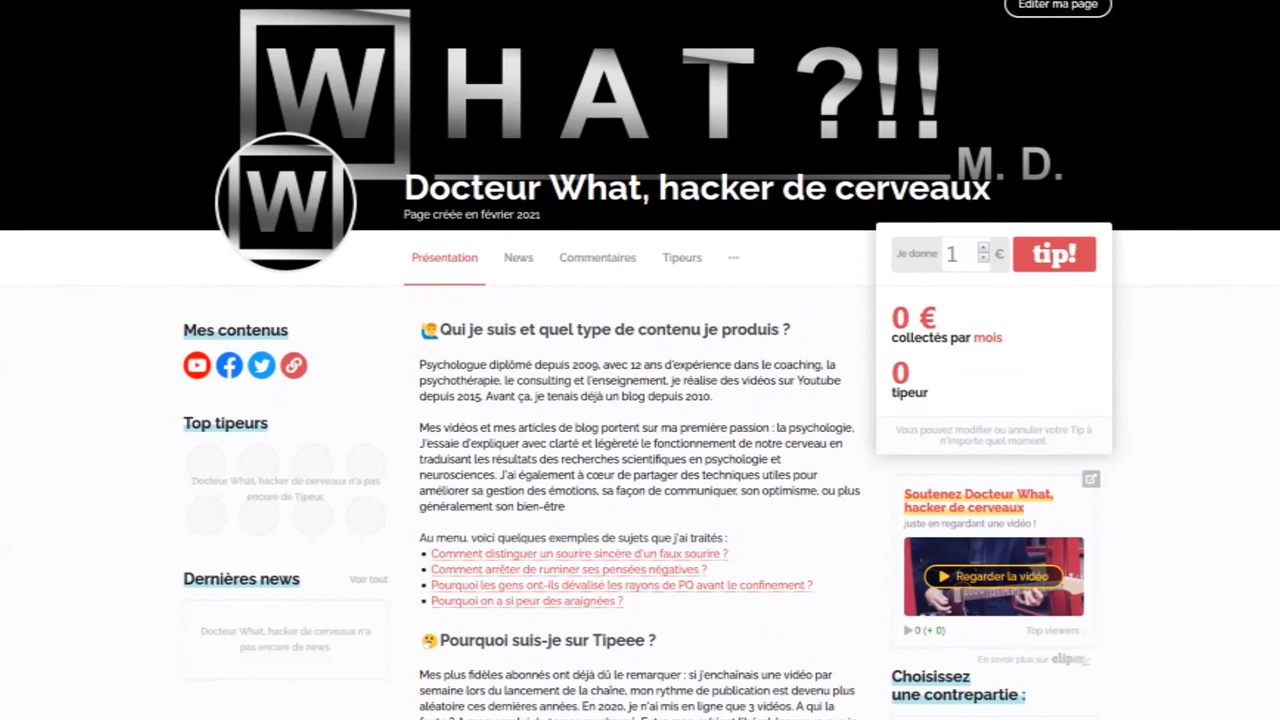 Editer ma page
WHAT ?!!
M. D.
W
Docteur What, hacker de cerveaux
Page créée en février 2021
Présentation
News
Commentaires
Tipeurs
Je donne 1 € tip!
0 €
collectés par mois
0
tipeur
Vous pouvez modifier ou annuler votre Tip à
n'importe quel moment.
Mes contenus
Top tipeurs
Docteur What, hacker de cerveaux n'a pas
encore de Tipeur.
Dernières news
Voir tout
Docteur What, hacker de cerveaux n'a
pas encore de news.
Qui je suis et quel type de contenu je produis ?
Psychologue diplômé depuis 2009, avec 12 ans d'expérience dans le coaching, la
psychothérapie, le consulting et l'enseignement, je réalise des vidéos sur Youtube
depuis 2015. Avant ça, je tenais déjà un blog depuis 2010.
Mes vidéos et mes articles de blog portent sur ma première passion : la psychologie.
J'essaie d'expliquer avec clarté et légèreté le fonctionnement de notre cerveau en
traduisant les résultats des recherches scientifiques en psychologie et
neurosciences. J'ai également à cœur de partager des techniques utiles pour
améliorer sa gestion des émotions, sa façon de communiquer, son optimisme, ou plus
généralement son bien-être
Au menu, voici quelques exemples de sujets que j'ai traités :
• Comment distinguer un sourire sincère d'un faux sourire ?
• Comment arrêter de ruminer ses pensées négatives ?
• Pourquoi les gens ont-ils dévalisé les rayons de PQ avant le confinement ?
• Pourquoi on a si peur des araignées ?
Pourquoi suis-je sur Tipeee ?
Mes plus fidèles abonnés ont déjà dû le remarquer : si j'enchaînais une vidéo par
semaine lors du lancement de la chaîne, mon rythme de publication est devenu plus
aléatoire ces dernières années. En 2020, je n'ai mis en ligne que 3 vidéos. A qui la
Soutenez Docteur What,
hacker de cerveaux
juste en regardant une vidéo !
Regarder la vidéo
0 (+ 0)
Top viewers
En savoir plus sur
Choisissez
une contrepartie :